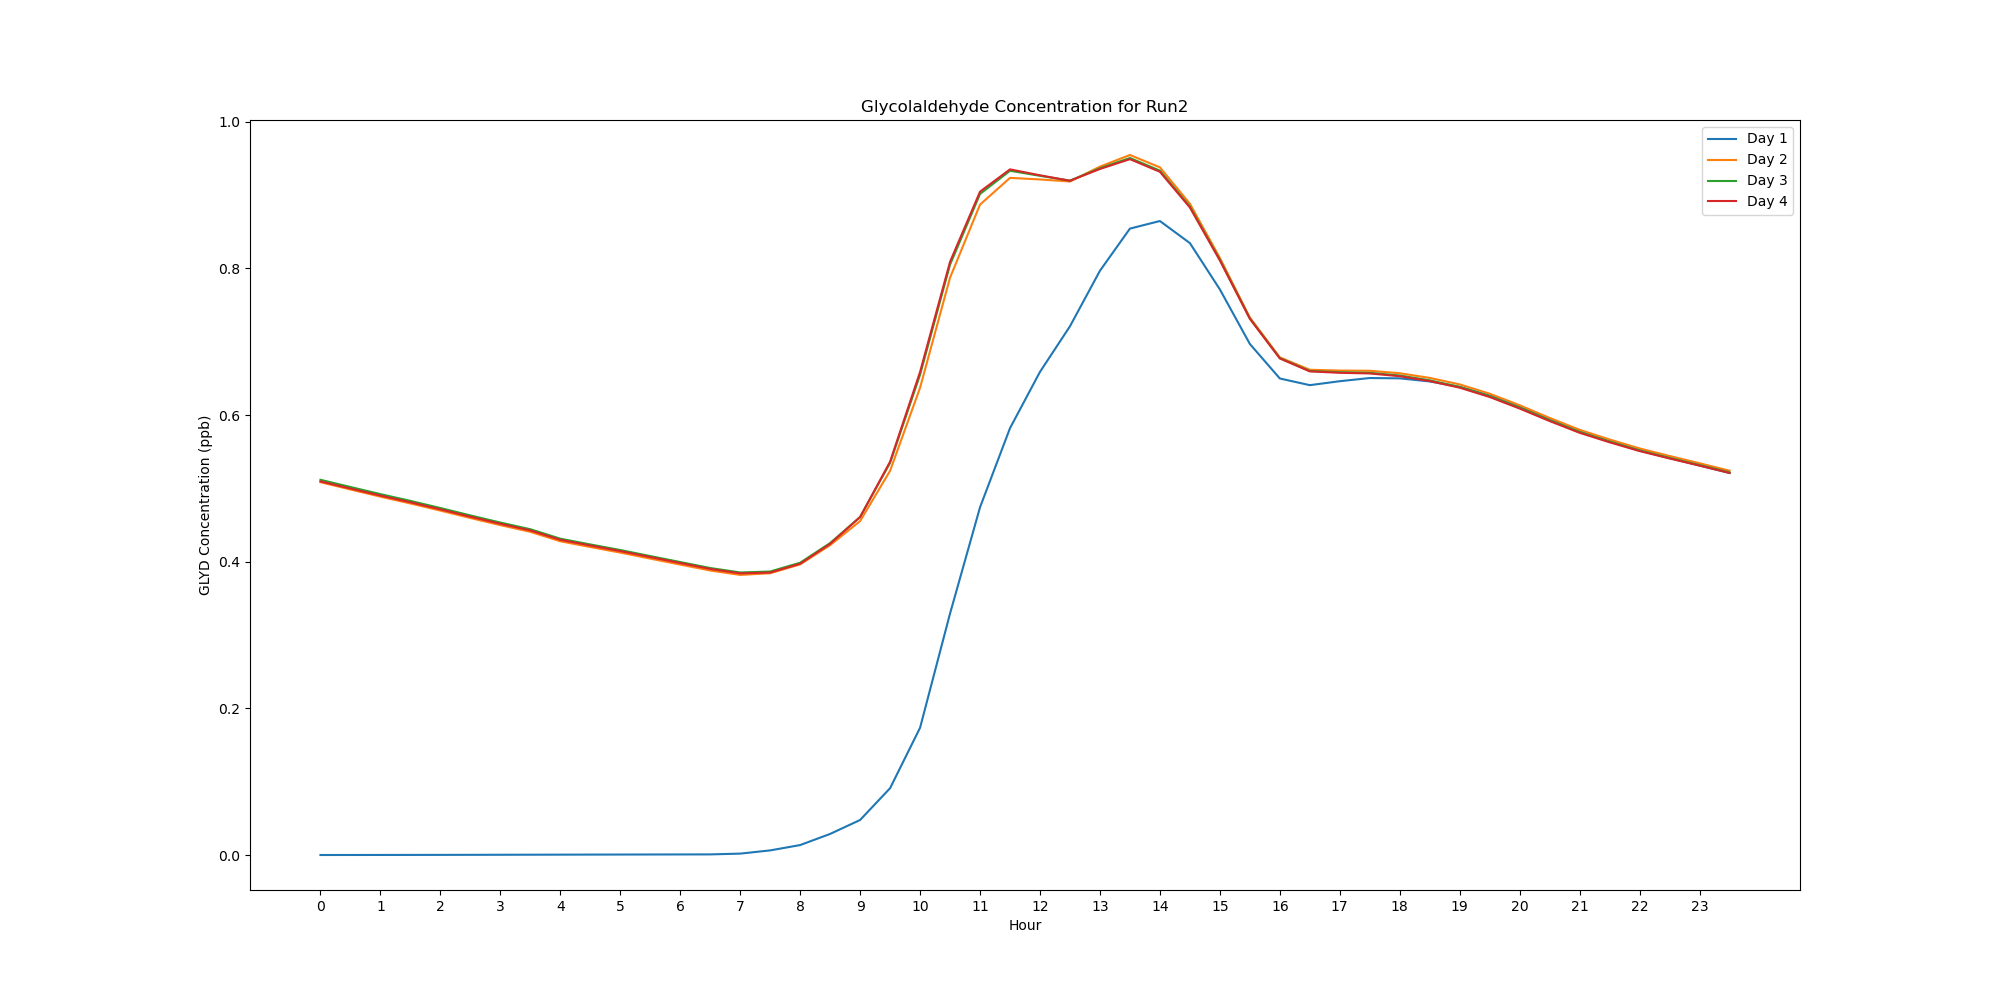 Glycolaldehyde Concentration for Run2
1.0
0.8
0.6
0.4
0.2
0.0
GLYD Concentration (ppb)
Day 1
Day 2
Day 3
Day 4
0 1 2 3 4 5 6 7 8 9 10 11 12 13 14 15 16 17 18 19 20 21 22 23
Hour